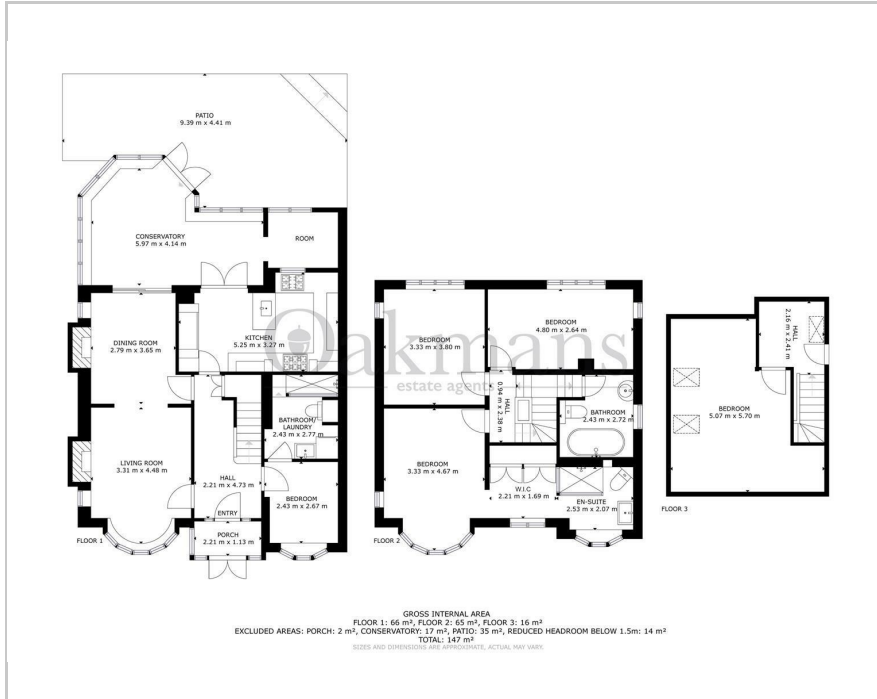 PATIO
9.39 m x 4.41 m
CONSERVATORY
5.97 m x 4.14 m
ROOM
DINING ROOM
2.79 m x 3.65 m
KITCHEN
5.25 m x 3.27 m
BATHROOM/
LAUNDRY
2.43 m x 2.77 m
LIVING ROOM
3.31 m x 4.48 m
HALL
2.21 m x 4.73 m
BEDROOM
2.43 m x 2.67 m
ENTRY
PORCH
2.21 m x 1.13 m
FLOOR 1
BEDROOM
3.33 m x 3.80 m
BEDROOM
4.80 m x 2.64 m
HALL
0.94 m x 2.38 m
BATHROOM
2.43 m x 2.72 m
BEDROOM
3.33 m x 4.67 m
W.I.C
2.21 m x 1.69 m
EN-SUITE
2.53 m x 2.07 m
FLOOR 2
HALL
2.16 m x 2.41 m
BEDROOM
5.07 m x 5.70 m
FLOOR 3
Oakmans
estate agents
GROSS INTERNAL AREA
FLOOR 1: 66 m², FLOOR 2: 65 m², FLOOR 3: 16 m²
EXCLUDED AREAS: PORCH: 2 m², CONSERVATORY: 17 m², PATIO: 35 m², REDUCED HEADROOM BELOW 1.5m: 14 m²
TOTAL: 147 m²
SIZES AND DIMENSIONS ARE APPROXIMATE, ACTUAL MAY VARY.